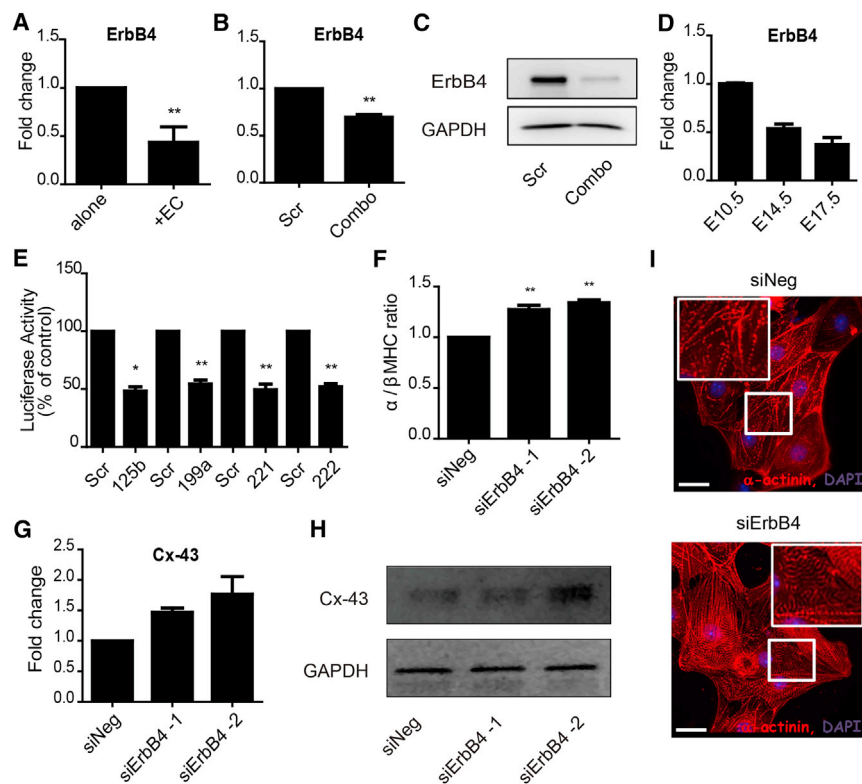 A
ErbB4
Fold change
1.5
1.0
0.5
0.0
alone
+EC
**
B
ErbB4
1.5
1.0
0.5
0.0
Scr
Combo
**
C
ErbB4
GAPDH
Scr
Combo
D
ErbB4
Fold change
1.5
1.0
0.5
0.0
E10.5
E14.5
E17.5
E
Luciferase Activity
(% of control)
150
100
50
0
Scr
125b
Scr
199a
Scr
221
Scr
222
*
**
**
**
F
α / β MHC ratio
1.5
1.0
0.5
0.0
siNeg
siErbB4 -1
siErbB4 -2
**
**
G
Cx-43
Fold change
2.5
2.0
1.5
1.0
0.5
0.0
siNeg
siErbB4 -1
siErbB4 -2
H
Cx-43
GAPDH
siNeg
siErbB4 -1
siErbB4 -2
I
siNeg
α-actinin, DAPI
siErbB4
α-actinin, DAPI